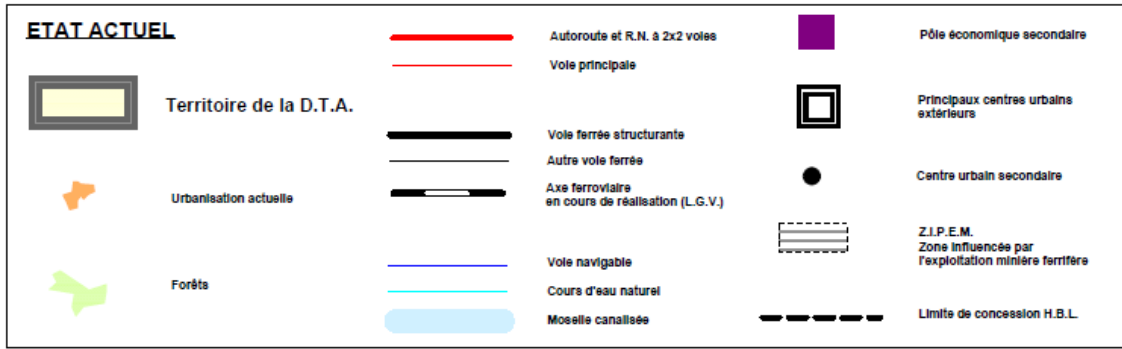 ETAT ACTUEL
Territoire de la D.T.A.
Urbanisation actuelle
Forêts
Autoroute et R.N. à 2x2 voies
Voie principale
Voie ferrée structurante
Autre voie ferrée
Axe ferroviaire
en cours de réalisation (L.G.V.)
Voie navigable
Cours d'eau naturel
Moselle canalisée
Pôle économique secondaire
Principaux centres urbains
extérieurs
Centre urbain secondaire
Z.I.P.E.M.
Zone influencée par
l'exploitation minière ferrifère
Limite de concession H.B.L.